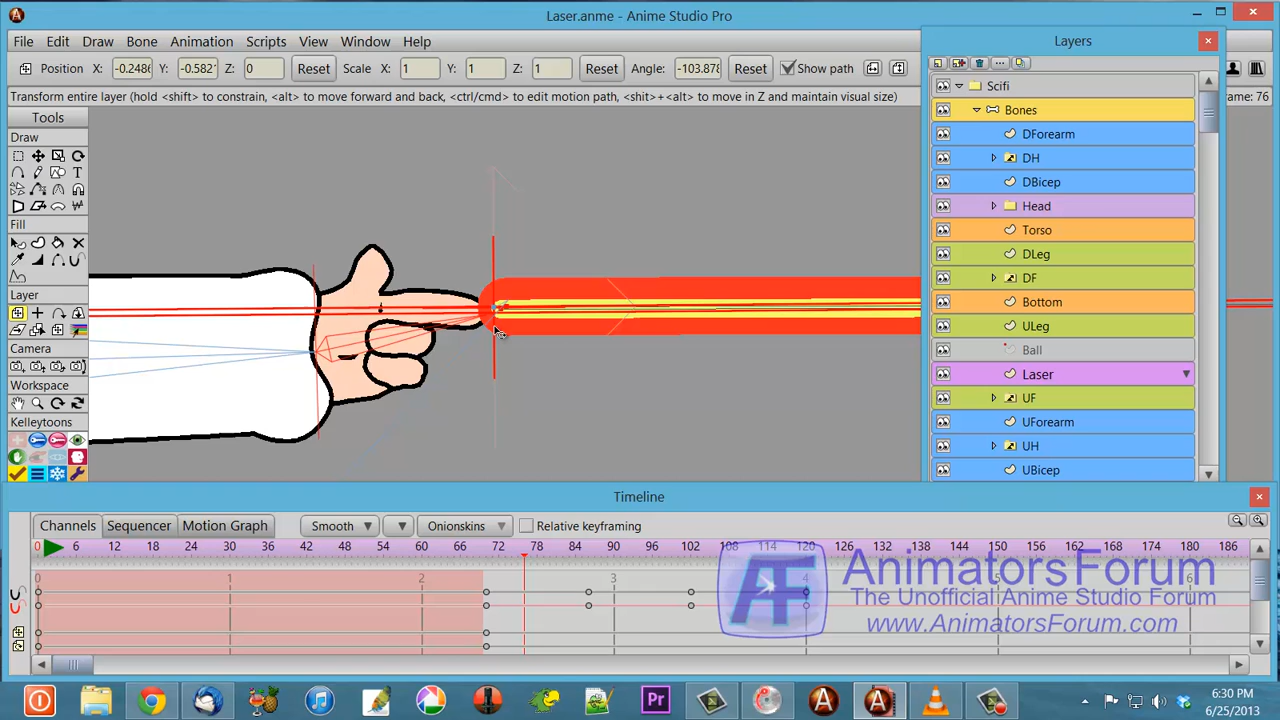 Laser.anme - Anime Studio Pro
File Edit Draw Bone Animation Scripts View Window Help
Position X: -0.2486 Y: -0.582 Z: 0 Reset Scale X: 1 Y: 1 Z: 1 Reset Angle: -103.878 Reset Show path
Transform entire layer (hold <shift> to constrain, <alt> to move forward and back, <ctrl/cmd> to edit motion path, <shit>+<alt> to move in Z and maintain visual size)
ame: 76
Tools
Draw
Fill
Layer
Camera
Workspace
Kelleytoons
Layers
Scifi
Bones
DForearm
DH
DBicep
Head
Torso
DLeg
DF
Bottom
ULeg
Ball
Laser
UF
UForearm
UH
UBicep
Timeline
Channels Sequencer Motion Graph Smooth Onionskins Relative keyframing
0 6 12 18 24 30 36 42 48 54 60 66 72 78 84 90 96 102 108 114 120 126 132 138 144 150 156 162 168 174 180 186
0 1 2 3 4 5 6
AF
AnimatorsForum
The Unofficial Anime Studio Forum
www.AnimatorsForum.com
Pr
6:30 PM
6/25/2013